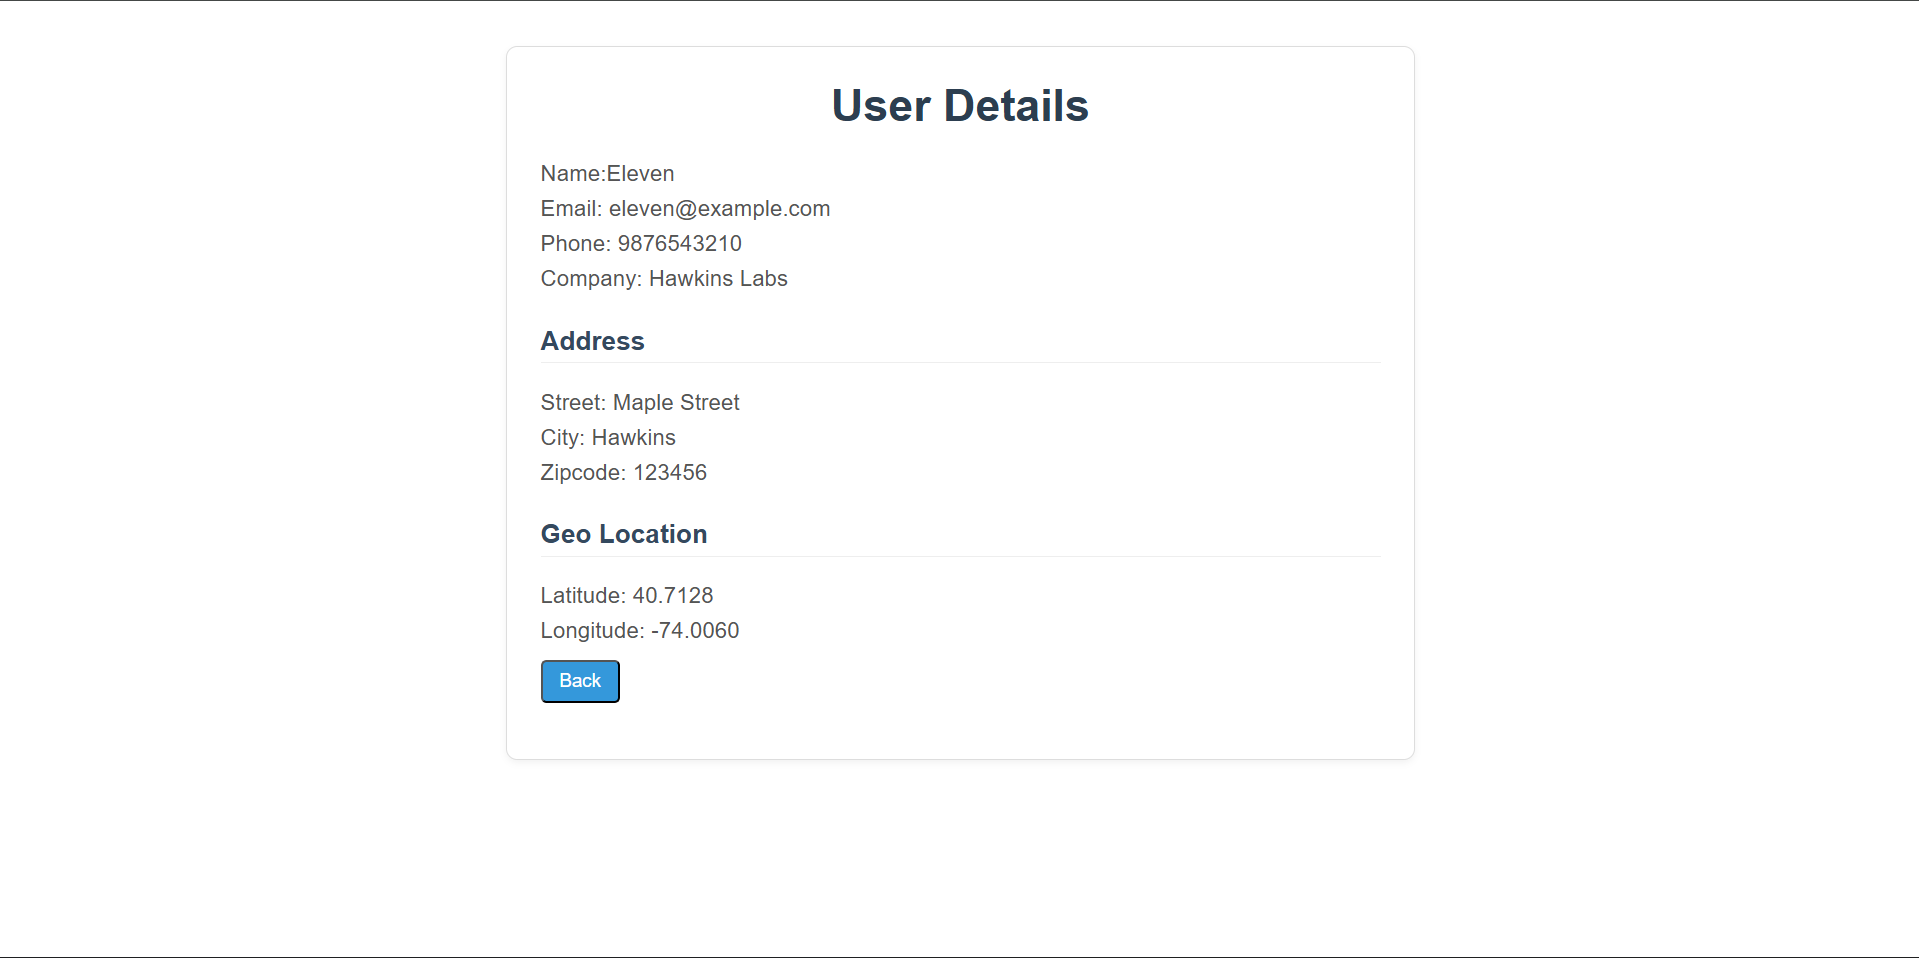 User Details
Name:Eleven
Email: eleven@example.com
Phone: 9876543210
Company: Hawkins Labs
Address
Street: Maple Street
City: Hawkins
Zipcode: 123456
Geo Location
Latitude: 40.7128
Longitude: -74.0060
Back